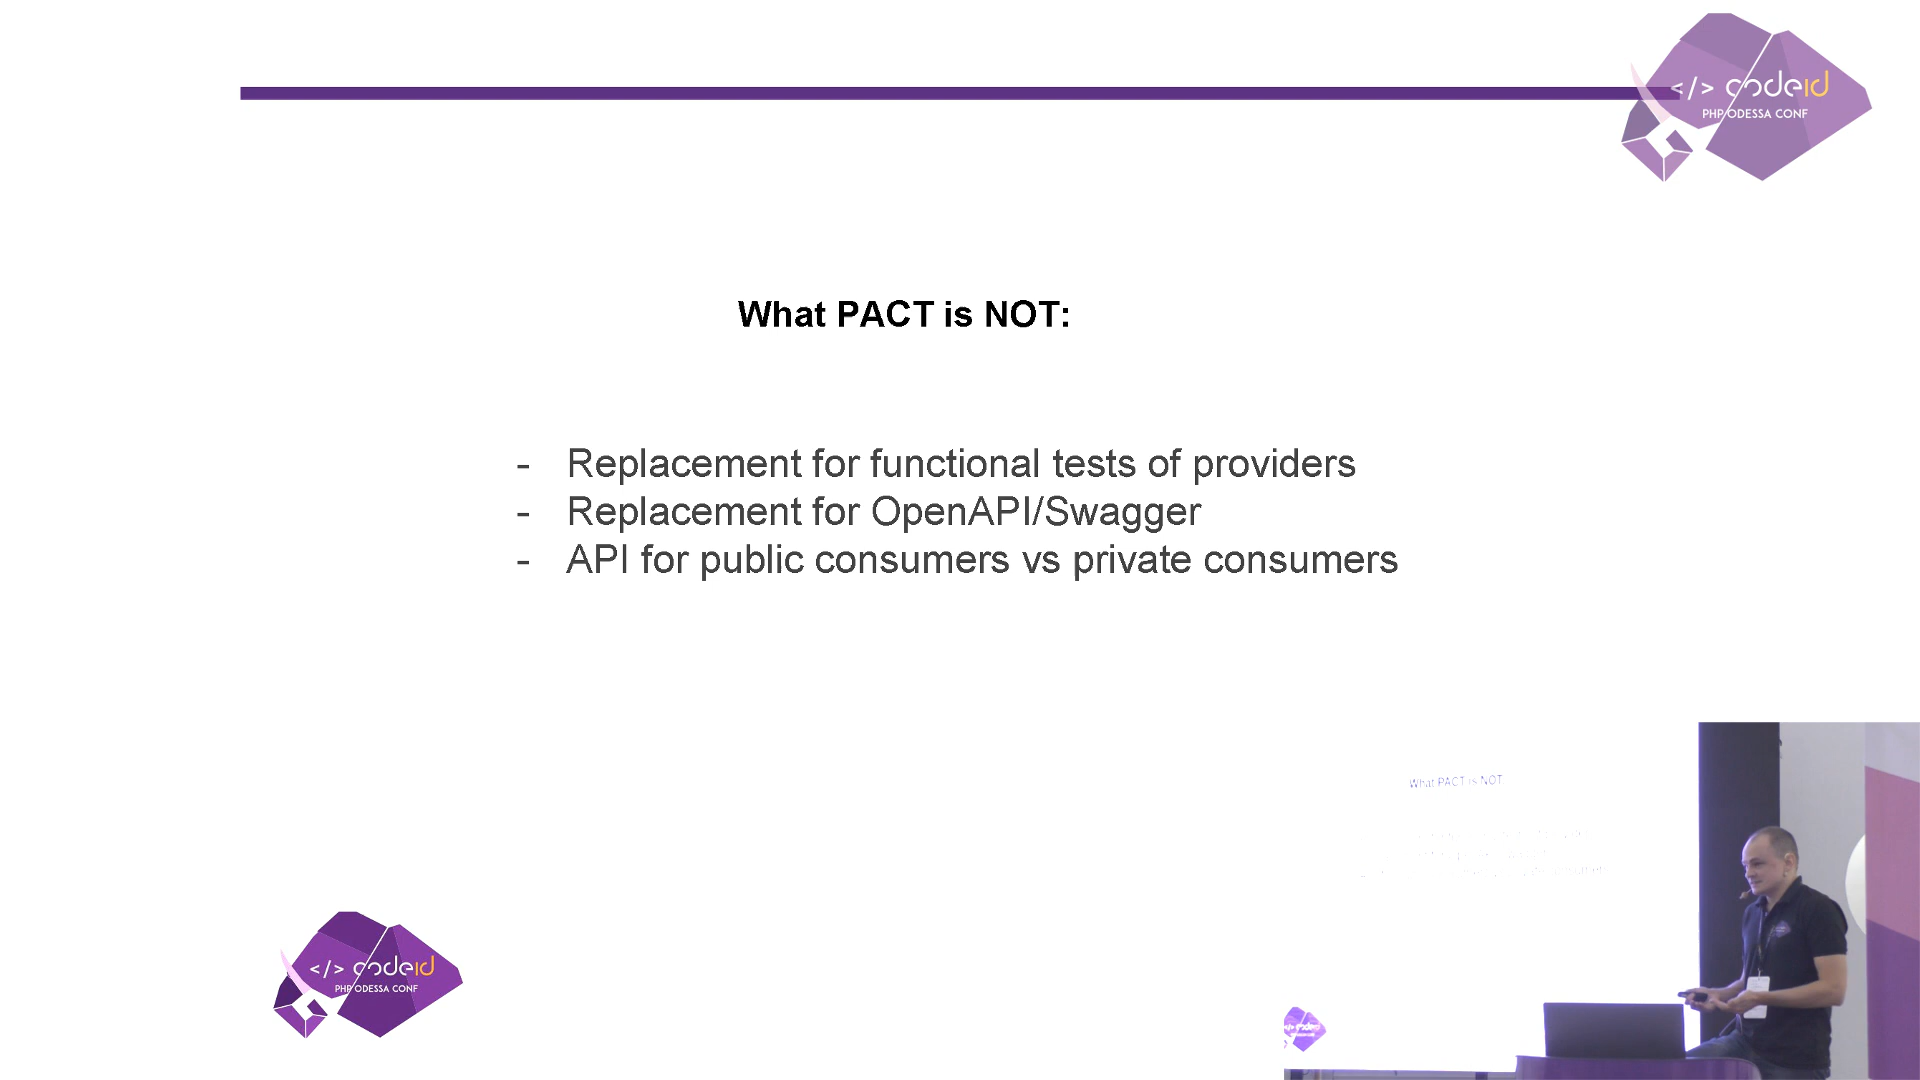 </> codeid
PHP ODESSA CONF
What PACT is NOT:
- Replacement for functional tests of providers
- Replacement for OpenAPI/Swagger
- API for public consumers vs private consumers
What PACT is NOT
</> codeid
PHP ODESSA CONF
</> codeid